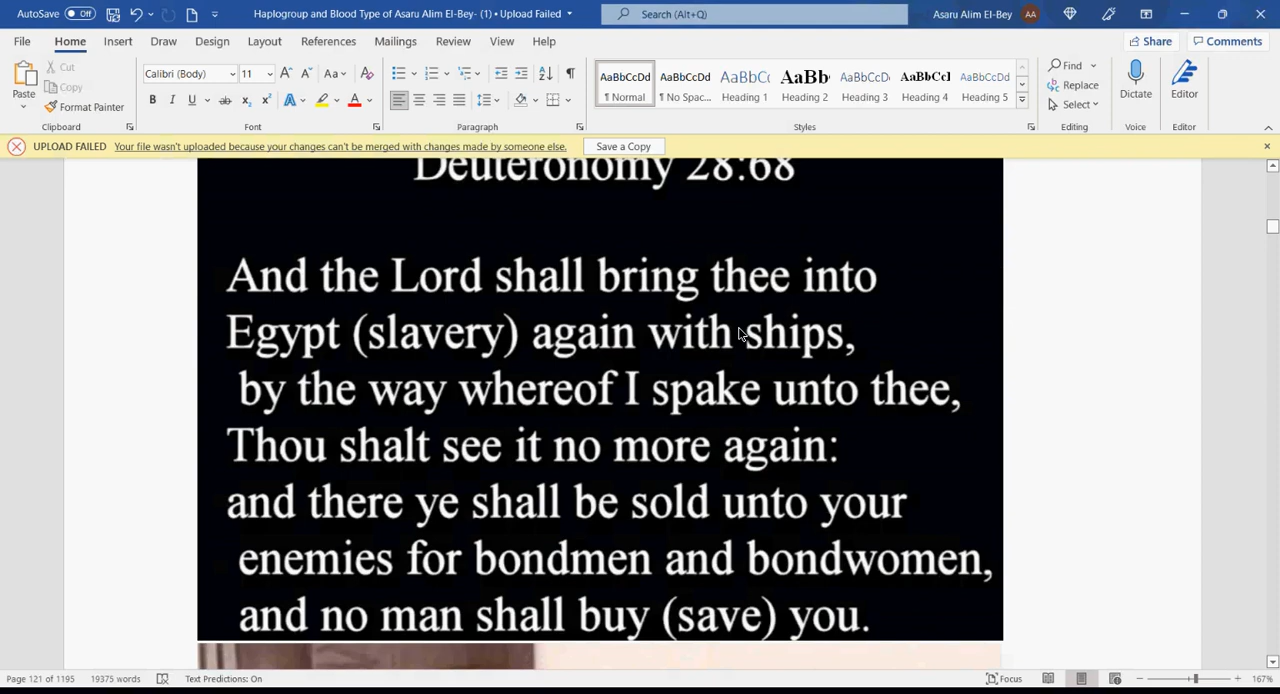 AutoSave Off Haplogroup and Blood Type of Asaru Alim El-Bey- (1) • Upload Failed Search (Alt+Q) Asaru Alim El-Bey AA
File Home Insert Draw Design Layout References Mailings Review View Help Share Comments
Paste Cut Copy Format Painter
Calibri (Body) 11
AaBbCcDd AaBbCcDd AaBbCc AaBb AaBbCcDd AaBbCcI AaBbCcDd
¶ Normal ¶ No Spac... Heading 1 Heading 2 Heading 3 Heading 4 Heading 5
Find Replace Select Dictate Editor
Clipboard Font Paragraph Styles Editing Voice Editor
UPLOAD FAILED Your file wasn't uploaded because your changes can't be merged with changes made by someone else. Save a Copy
Deuteronomy 28:68
And the Lord shall bring thee into
Egypt (slavery) again with ships,
by the way whereof I spake unto thee,
Thou shalt see it no more again:
and there ye shall be sold unto your
enemies for bondmen and bondwomen,
and no man shall buy (save) you.
Page 121 of 1195 19375 words Text Predictions: On Focus 167%